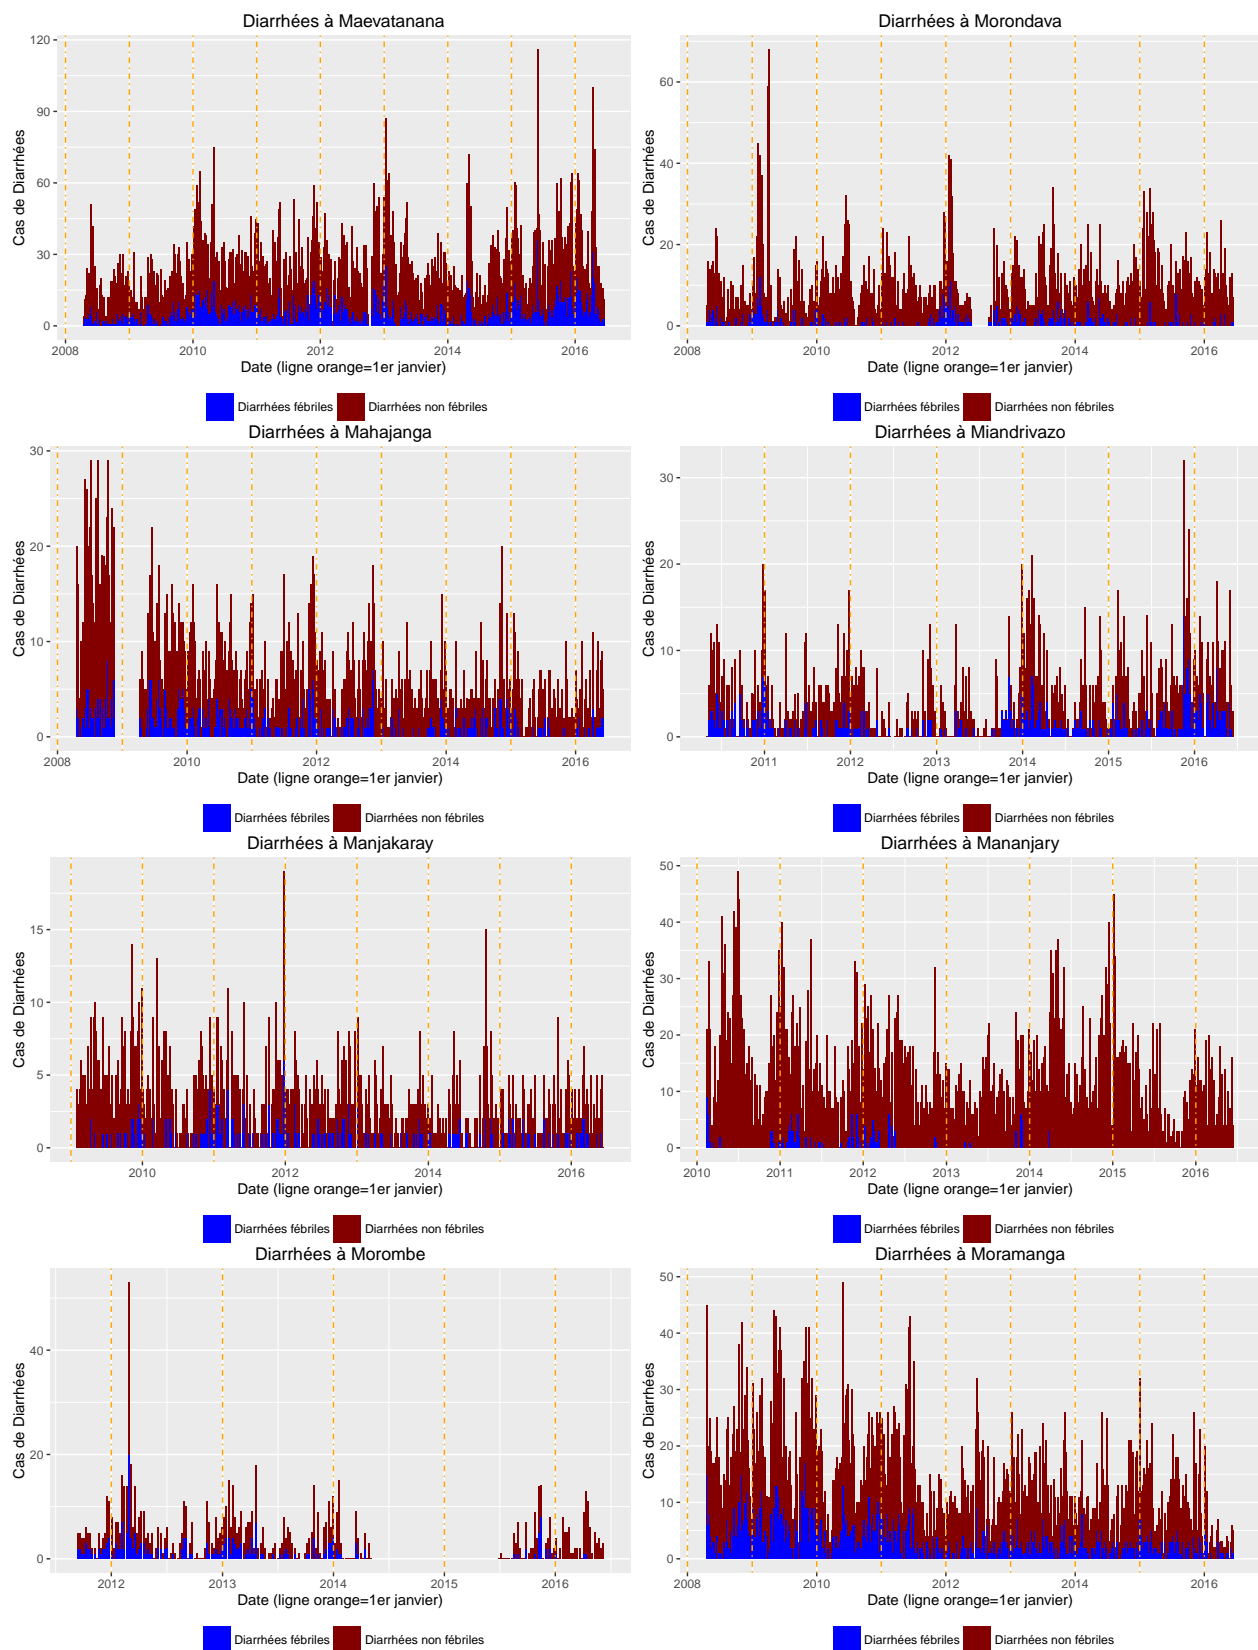 Diarrhées à Maevatanana
Cas de Diarrhées
120
90
60
30
0
2008 2010 2012 2014 2016
Date (ligne orange=1er janvier)
Diarrhées fébriles Diarrhées non fébriles
Diarrhées à Morondava
Cas de Diarrhées
60
40
20
0
2008 2010 2012 2014 2016
Date (ligne orange=1er janvier)
Diarrhées fébriles Diarrhées non fébriles
Diarrhées à Mahajanga
Cas de Diarrhées
30
20
10
0
2008 2010 2012 2014 2016
Date (ligne orange=1er janvier)
Diarrhées fébriles Diarrhées non fébriles
Diarrhées à Miandrivazo
Cas de Diarrhées
30
20
10
0
2011 2012 2013 2014 2015 2016
Date (ligne orange=1er janvier)
Diarrhées fébriles Diarrhées non fébriles
Diarrhées à Manjakaray
Cas de Diarrhées
15
10
5
0
2010 2012 2014 2016
Date (ligne orange=1er janvier)
Diarrhées fébriles Diarrhées non fébriles
Diarrhées à Mananjary
Cas de Diarrhées
50
40
30
20
10
0
2010 2011 2012 2013 2014 2015 2016
Date (ligne orange=1er janvier)
Diarrhées fébriles Diarrhées non fébriles
Diarrhées à Morombe
Cas de Diarrhées
40
20
0
2012 2013 2014 2015 2016
Date (ligne orange=1er janvier)
Diarrhées fébriles Diarrhées non fébriles
Diarrhées à Moramanga
Cas de Diarrhées
50
40
30
20
10
0
2008 2010 2012 2014 2016
Date (ligne orange=1er janvier)
Diarrhées fébriles Diarrhées non fébriles